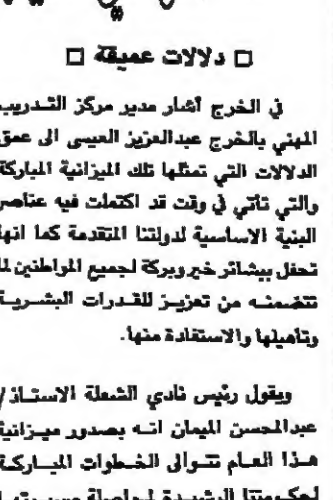 □ دلالات عميقة □
في الخرج أشار مدير مركز التدريب
المهني بالخرج عبدالعزيز العيسى الى عمق
الدلالات التي تمثلها تلك الميزانية المباركة
والتي تأتي في وقت قد اكتملت فيه عناصر
البنية الاساسية لدولتنا المتقدمة كما انها
تحفل ببشائر خير وبركة لجميع المواطنين لما
تتضمنه من تعزيز للقدرات البشرية
وتأهيلها والاستفادة منها.
ويقول رئيس نادي الشعلة الاستاذ/
عبدالمحسن الميمان انه بصدور ميزانية
هذا العام تتوالى الخطوات المباركة
لحكومتنا الرشيدة